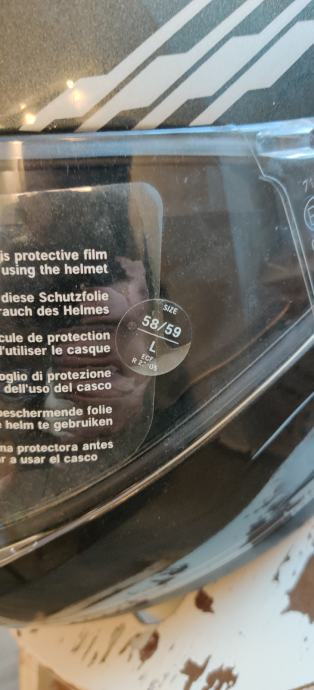 is protective film
using the helmet
diese Schutzfolie
rauch des Helmes
cule de protection
l'utiliser le casque
oglio di protezione
dell'uso del casco
beschermende folie
helm te gebruiken
na protectora antes
r a usar el casco
SIZE
58/59
L
ECE